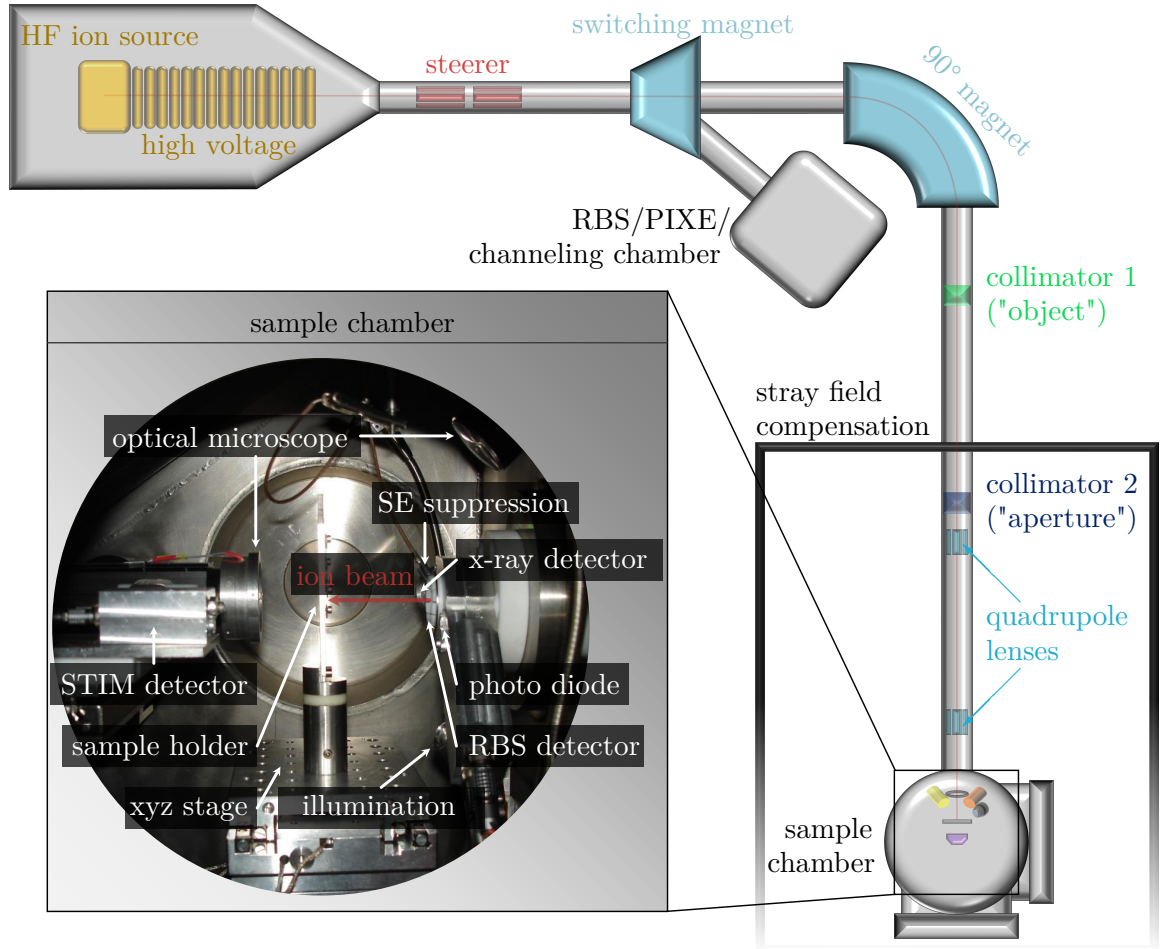 HF ion source
high voltage
steerer
switching magnet
90° magnet
RBS/PIXE/
channeling chamber
collimator 1
("object")
stray field
compensation
collimator 2
("aperture")
quadrupole
lenses
sample
chamber
sample chamber
optical microscope
SE suppression
x-ray detector
ion beam
STIM detector
photo diode
sample holder
RBS detector
xyz stage
illumination